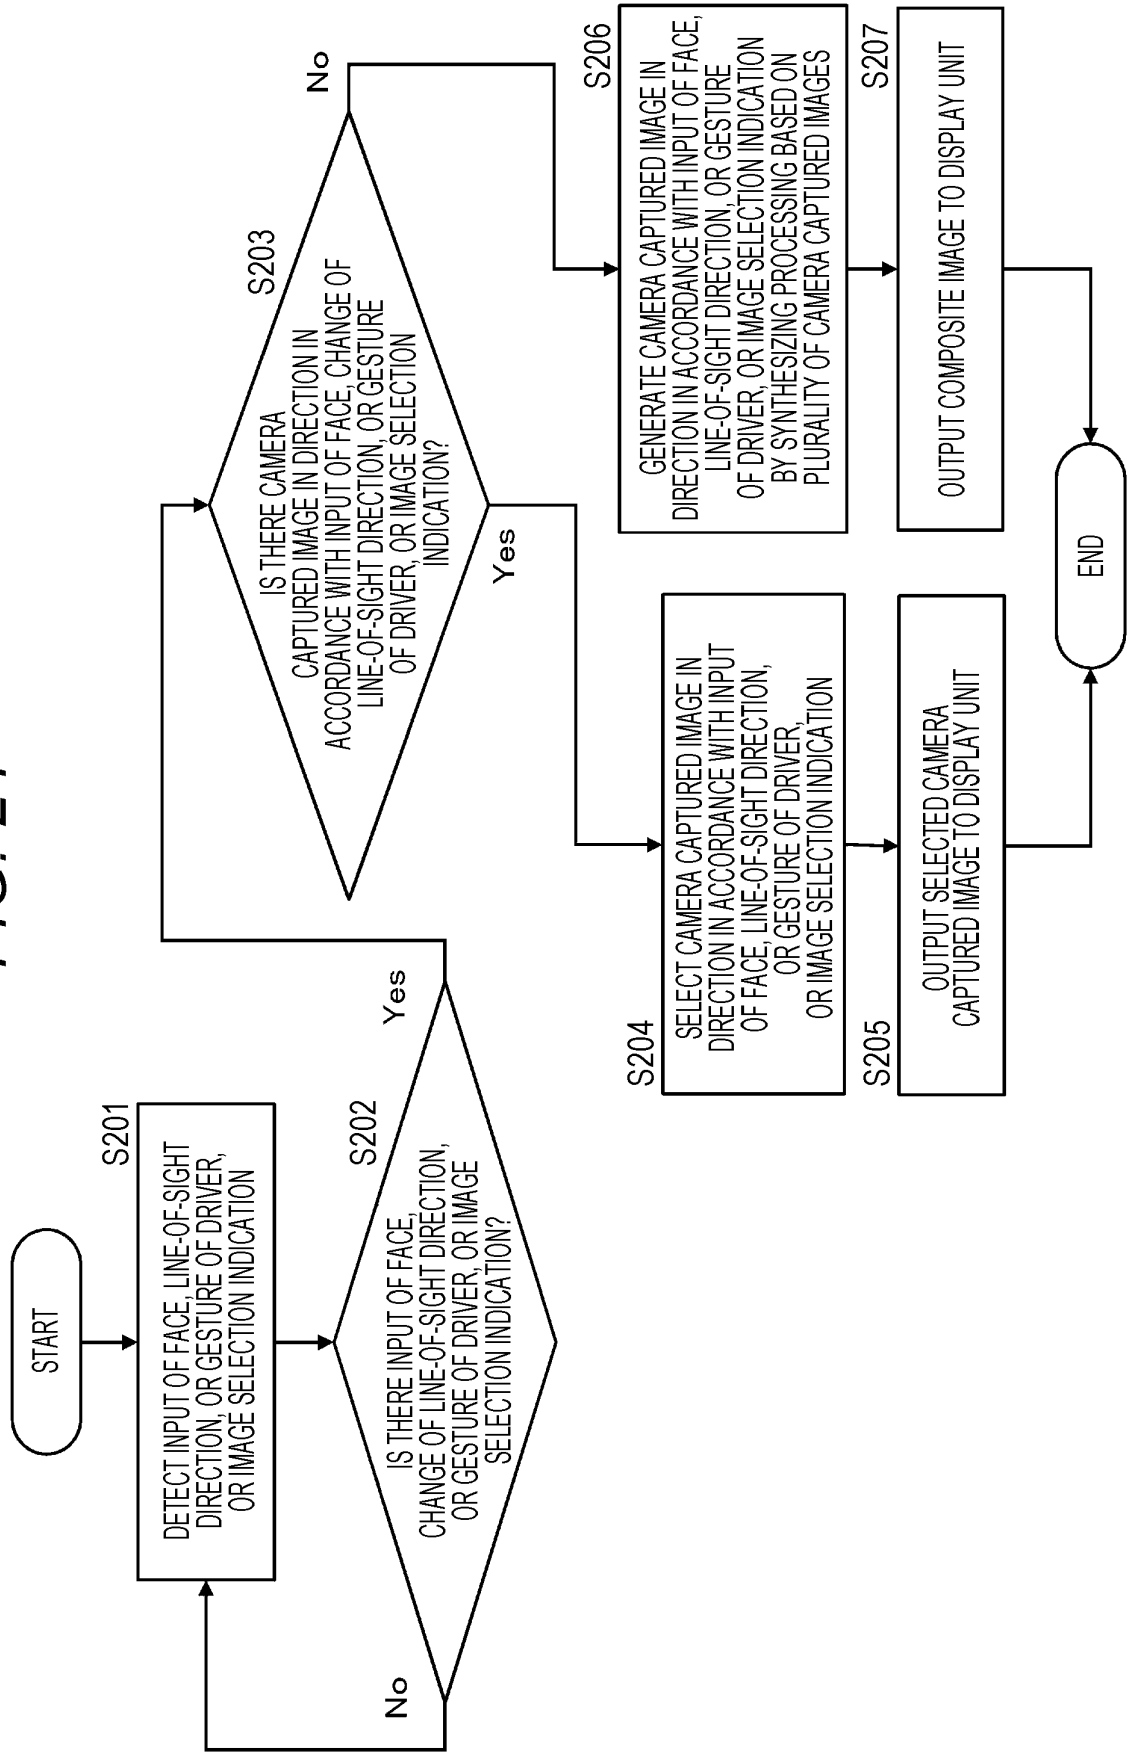 START
S201
DETECT INPUT OF FACE, LINE-OF-SIGHT
DIRECTION, OR GESTURE OF DRIVER,
OR IMAGE SELECTION INDICATION
S202
IS THERE INPUT OF FACE,
CHANGE OF LINE-OF-SIGHT DIRECTION,
OR GESTURE OF DRIVER, OR IMAGE
SELECTION INDICATION?
No
Yes
S203
IS THERE CAMERA
CAPTURED IMAGE IN DIRECTION IN
ACCORDANCE WITH INPUT OF FACE, CHANGE OF
LINE-OF-SIGHT DIRECTION, OR GESTURE
OF DRIVER, OR IMAGE SELECTION
INDICATION?
No
Yes
S204
SELECT CAMERA CAPTURED IMAGE IN
DIRECTION IN ACCORDANCE WITH INPUT
OF FACE, LINE-OF-SIGHT DIRECTION,
OR GESTURE OF DRIVER,
OR IMAGE SELECTION INDICATION
S205
OUTPUT SELECTED CAMERA
CAPTURED IMAGE TO DISPLAY UNIT
S206
GENERATE CAMERA CAPTURED IMAGE IN
DIRECTION IN ACCORDANCE WITH INPUT OF FACE,
LINE-OF-SIGHT DIRECTION, OR GESTURE
OF DRIVER, OR IMAGE SELECTION INDICATION
BY SYNTHESIZING PROCESSING BASED ON
PLURALITY OF CAMERA CAPTURED IMAGES
S207
OUTPUT COMPOSITE IMAGE TO DISPLAY UNIT
END